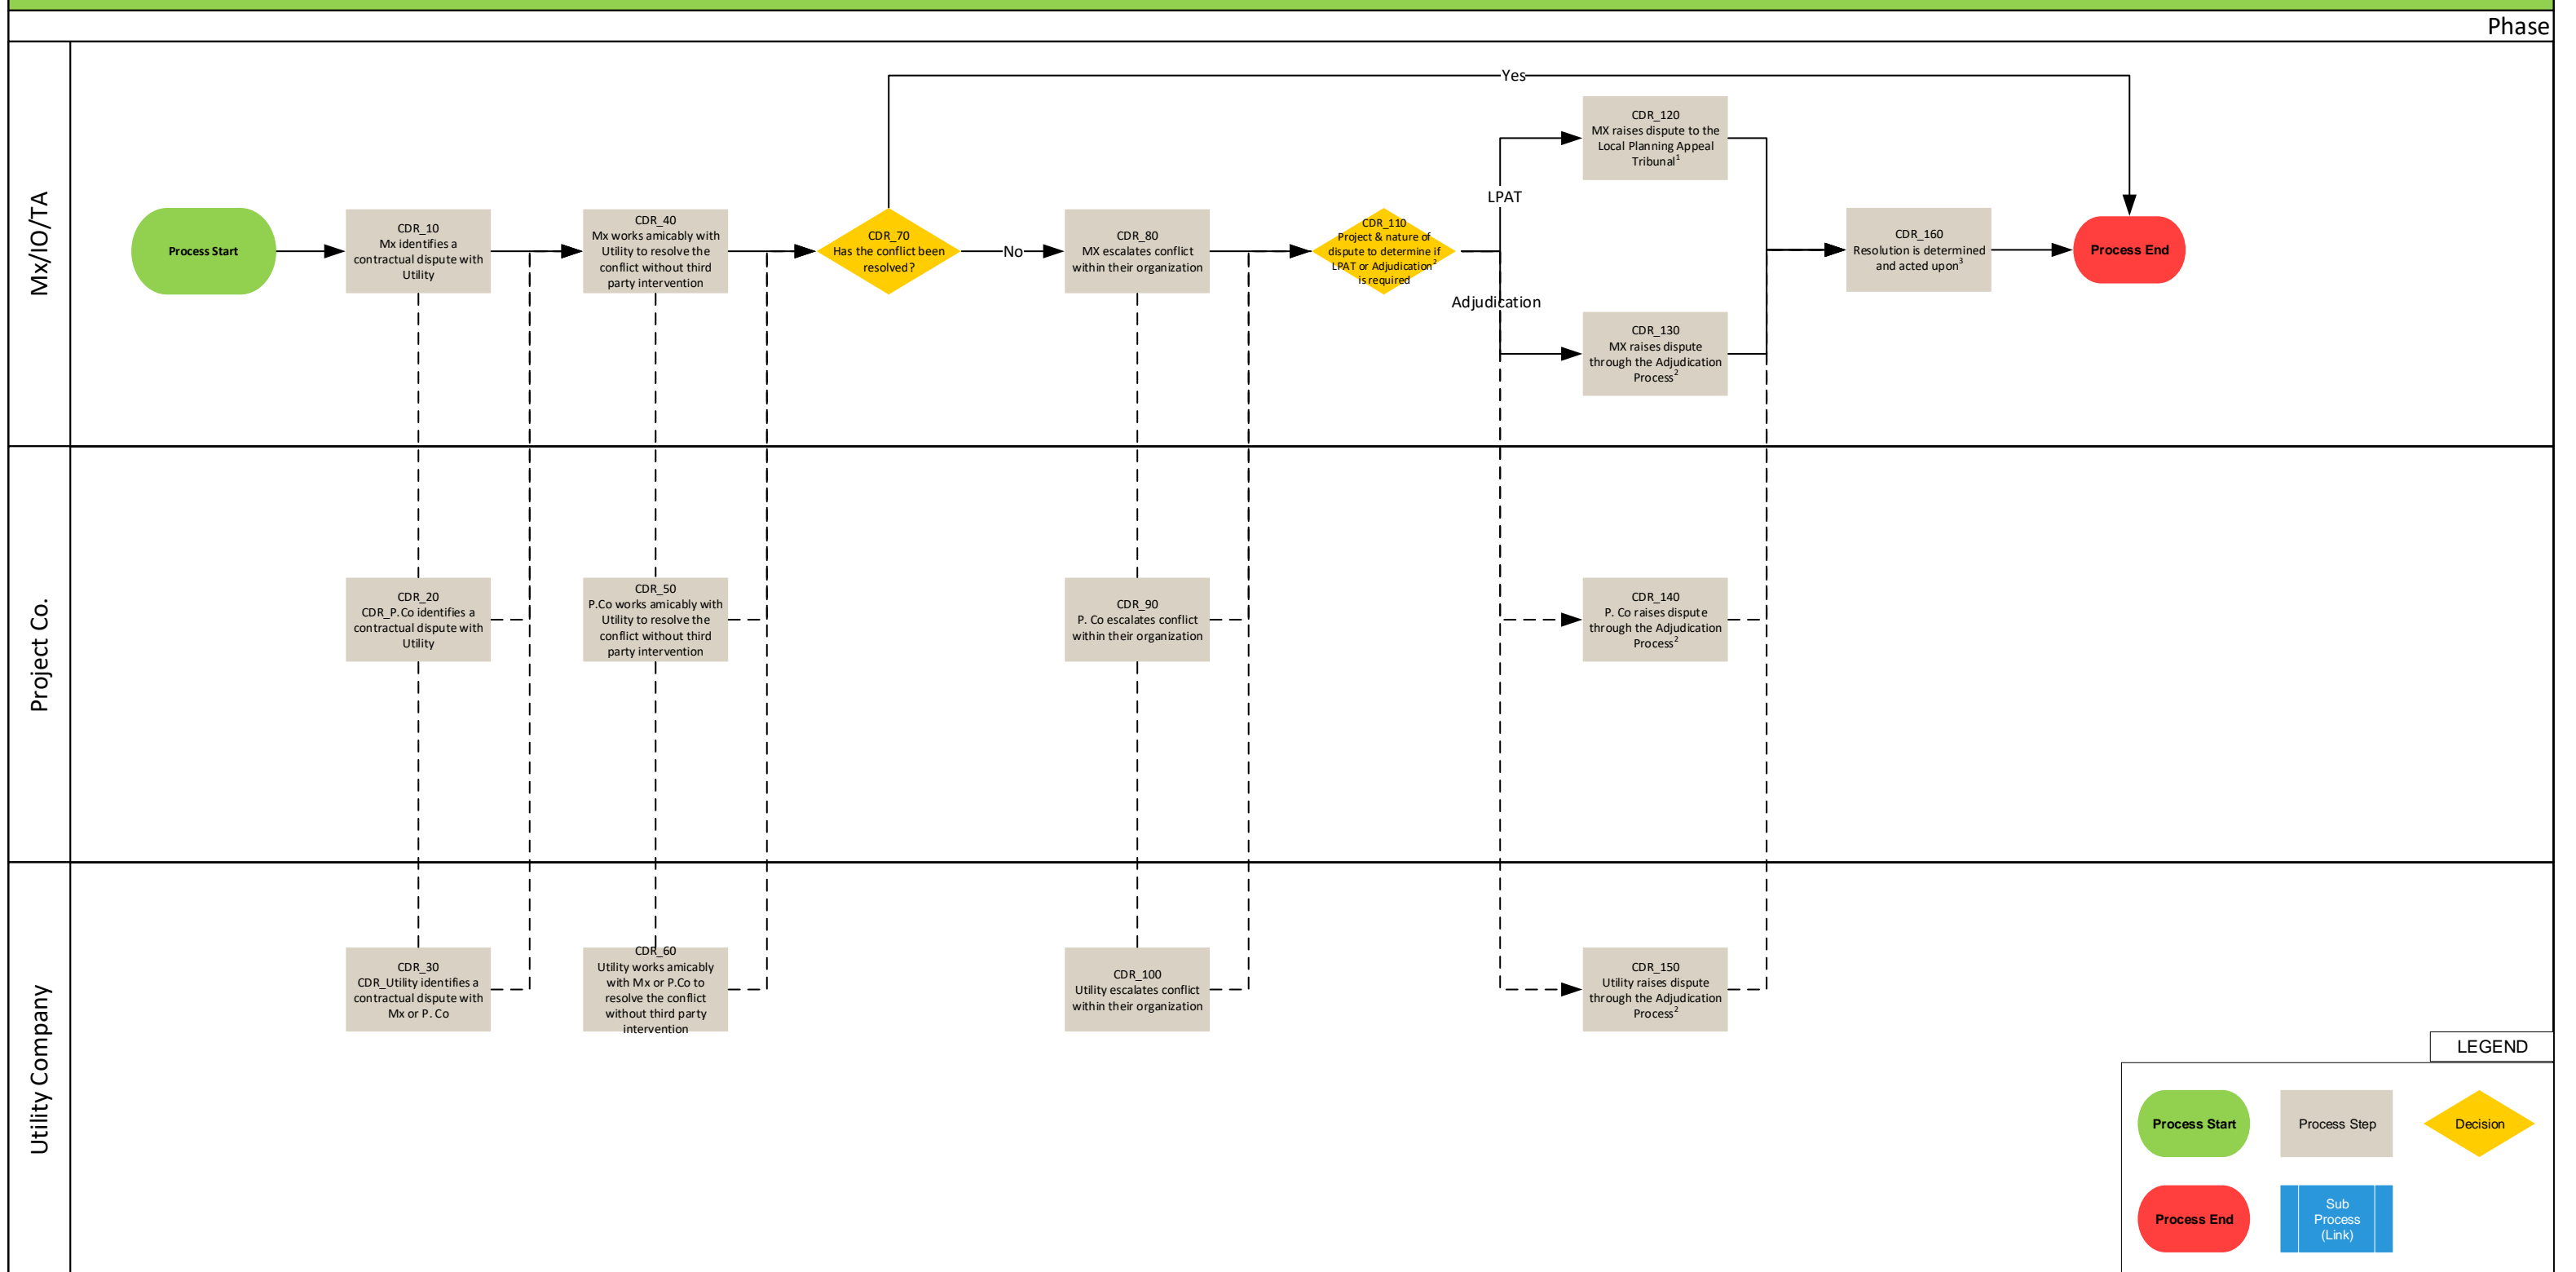 Phase
Mx/IO/TA
Process Start
CDR_10
Mx identifies a
contractual dispute with
Utility
CDR_40
Mx works amicably with
Utility to resolve the
conflict without third
party intervention
CDR_70
Has the conflict been
resolved?
Yes
No
CDR_80
MX escalates conflict
within their organization
CDR_110
Project & nature of
dispute to determine if
LPAT or Adjudication²
is required
LPAT
Adjudication
CDR_120
MX raises dispute to the
Local Planning Appeal
Tribunal¹
CDR_130
MX raises dispute
through the Adjudication
Process²
CDR_160
Resolution is determined
and acted upon³
Process End
Project Co.
CDR_20
CDR_P.Co identifies a
contractual dispute with
Utility
CDR_50
P.Co works amicably with
Utility to resolve the
conflict without third
party intervention
CDR_90
P. Co escalates conflict
within their organization
CDR_140
P. Co raises dispute
through the Adjudication
Process²
Utility Company
CDR_30
CDR_Utility identifies a
contractual dispute with
Mx or P. Co
CDR_60
Utility works amicably
with Mx or P.Co to
resolve the conflict
without third party
intervention
CDR_100
Utility escalates conflict
within their organization
CDR_150
Utility raises dispute
through the Adjudication
Process²
LEGEND
Process Start
Process Step
Decision
Process End
Sub
Process
(Link)